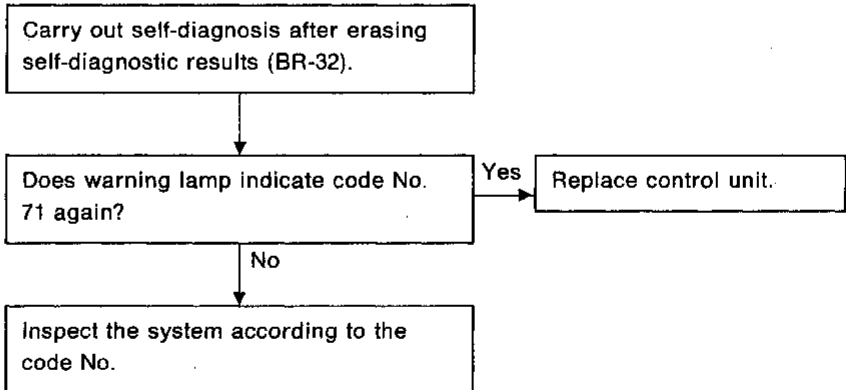 Carry out self-diagnosis after erasing
self-diagnostic results (BR-32).
Does warning lamp indicate code No.
71 again?
Yes
Replace control unit.
No
Inspect the system according to the
code No.